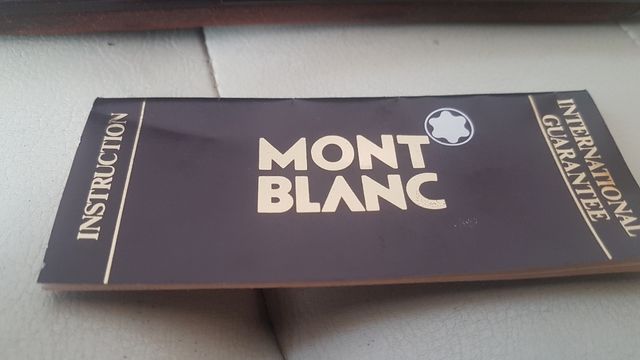 INSTRUCTION
MONT
BLANC
INTERNATIONAL
GUARANTEE